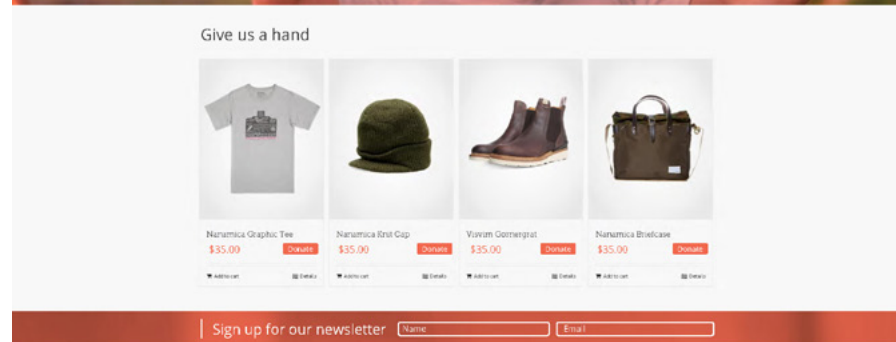 Give us a hand
Nanamica Graphic Tee
$35.00 Donate
Add to cart Details
Nanamica Knit Cap
$35.00 Donate
Add to cart Details
Visvim Gornergrat
$35.00 Donate
Add to cart Details
Nanamica Briefcase
$35.00 Donate
Add to cart Details
Sign up for our newsletter Name Email